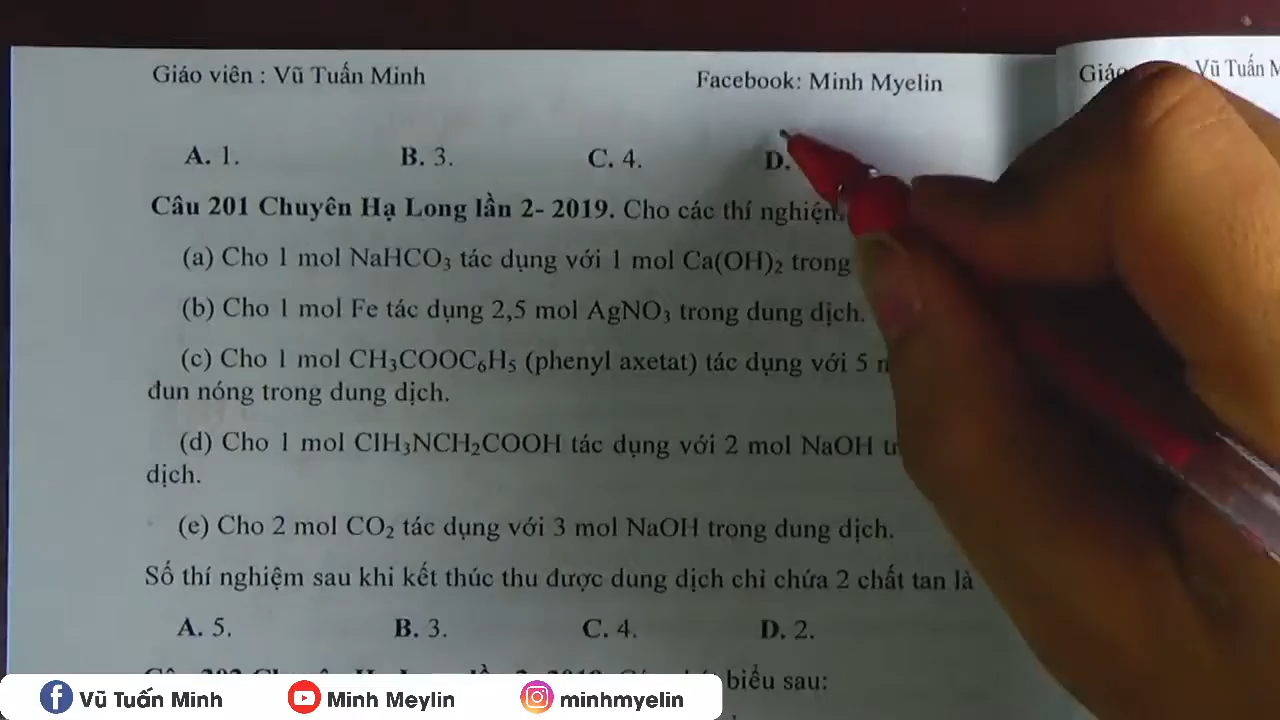 Giáo viên : Vũ Tuấn Minh Facebook: Minh Myelin
Vũ Tuấn
A. 1. B. 3. C. 4. D.
Câu 201 Chuyên Hạ Long lần 2- 2019. Cho các thí nghiệm
(a) Cho 1 mol NaHCO₃ tác dụng với 1 mol Ca(OH)₂ trong
(b) Cho 1 mol Fe tác dụng 2,5 mol AgNO₃ trong dung dịch.
(c) Cho 1 mol CH₃COOC₆H₅ (phenyl axetat) tác dụng với 5
đun nóng trong dung dịch.
(d) Cho 1 mol ClH₃NCH₂COOH tác dụng với 2 mol NaOH
dịch.
(e) Cho 2 mol CO₂ tác dụng với 3 mol NaOH trong dung dịch.
Số thí nghiệm sau khi kết thúc thu được dung dịch chỉ chứa 2 chất tan là
A. 5. B. 3. C. 4. D. 2.
biểu sau:
Vũ Tuấn Minh Minh Meylin minhmyelin